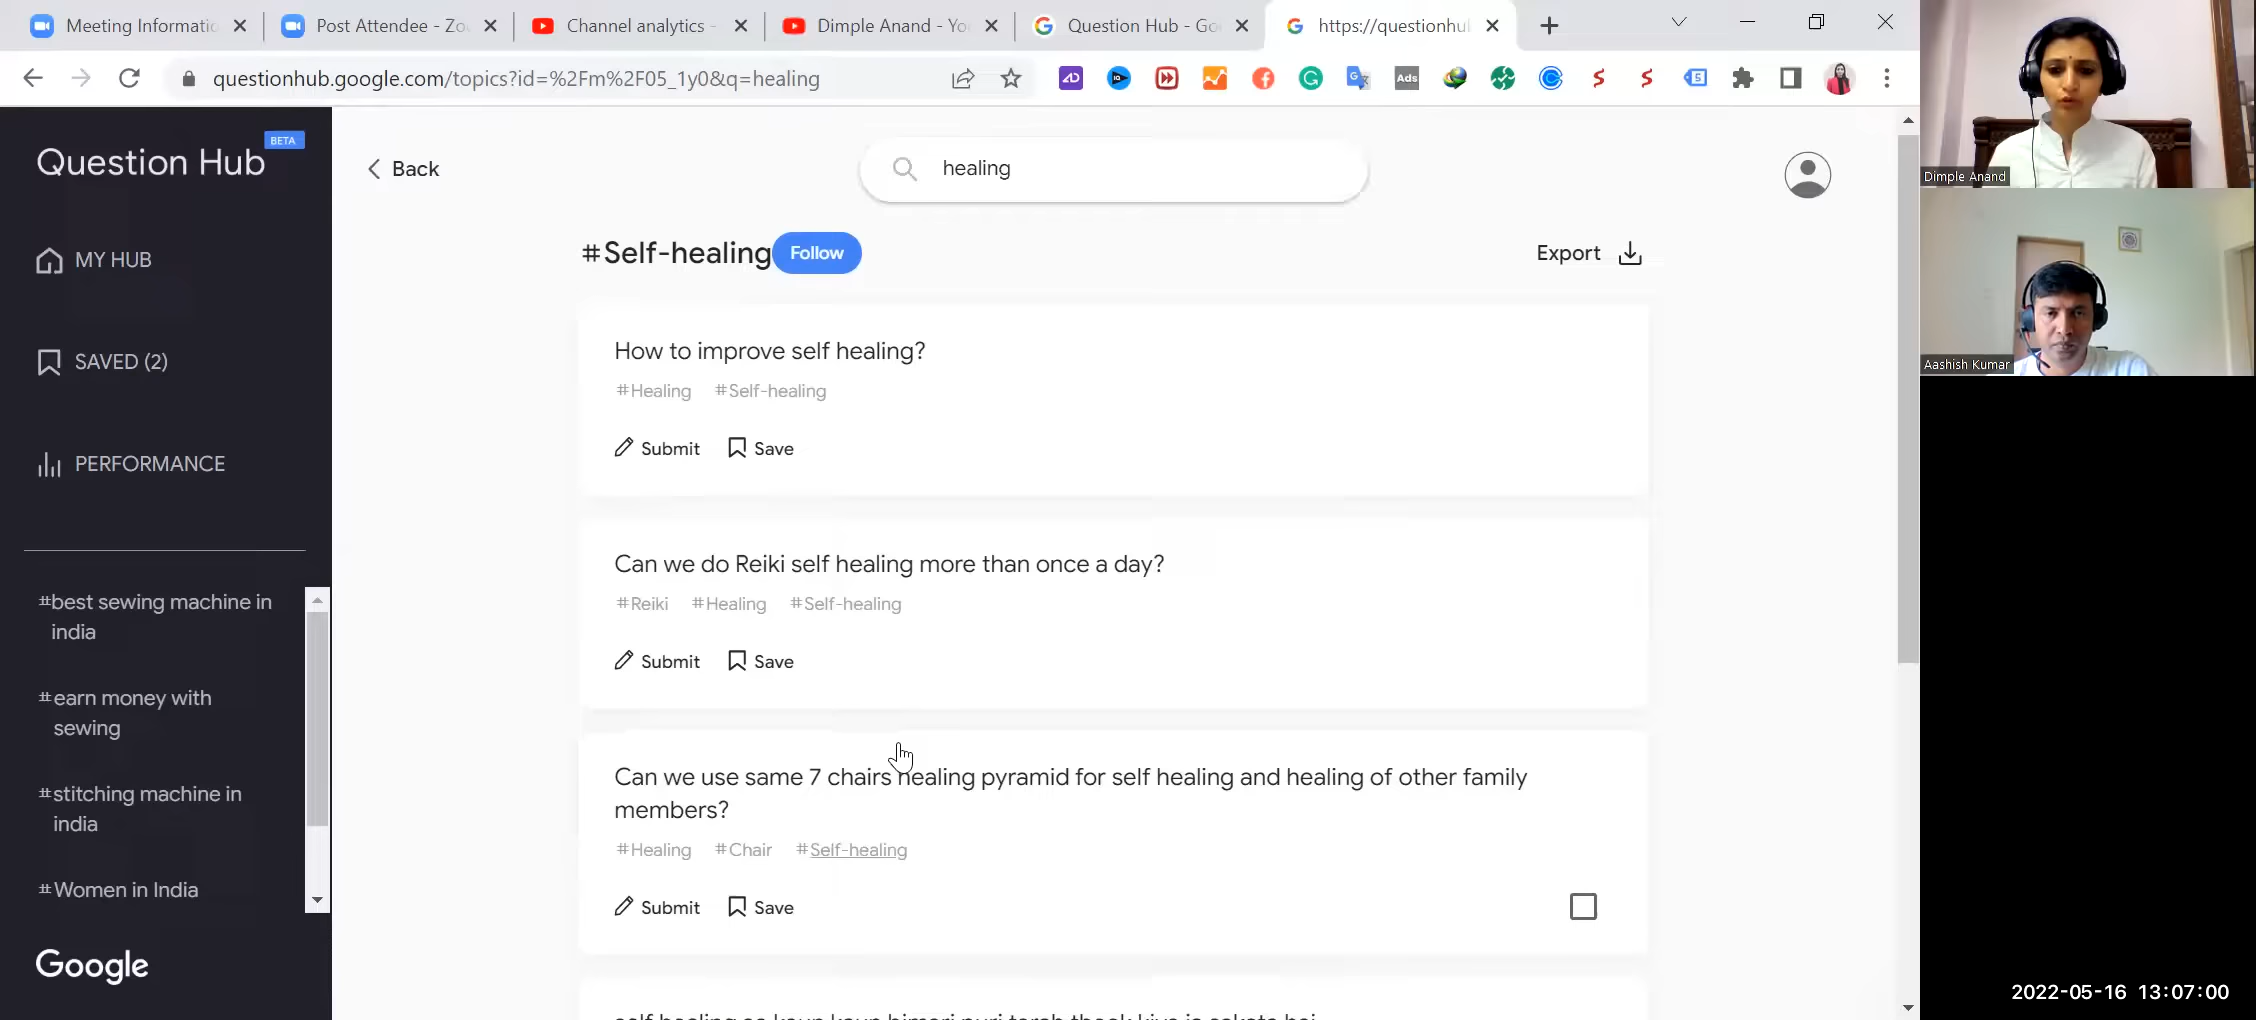 Meeting Informatio
Post Attendee - Zo
Channel analytics -
Dimple Anand - Yo
Question Hub - Go
https://questionhu
questionhub.google.com/topics?id=%2Fm%2F05_1y0&q=healing
Ads
5
Question Hub
BETA
MY HUB
SAVED (2)
PERFORMANCE
#best sewing machine in
india
#earn money with
sewing
#stitching machine in
india
#Women in India
Google
Back
healing
#Self-healing
Follow
Export
How to improve self healing?
#Healing #Self-healing
Submit Save
Can we do Reiki self healing more than once a day?
#Reiki #Healing #Self-healing
Submit Save
Can we use same 7 chairs healing pyramid for self healing and healing of other family
members?
#Healing #Chair #Self-healing
Submit Save
Dimple Anand
Aashish Kumar
2022-05-16 13:07:00